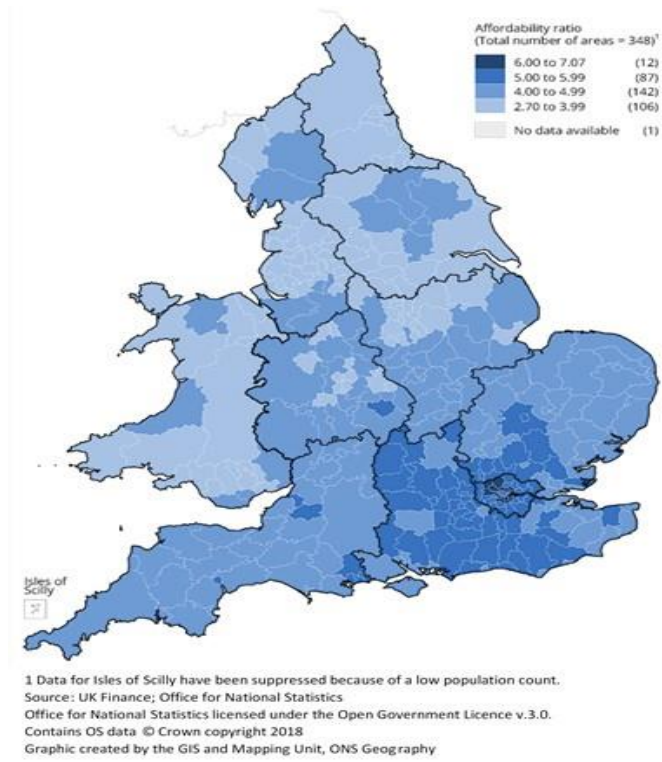 Affordability ratio
(Total number of areas = 348)¹
6.00 to 7.07 (12)
5.00 to 5.99 (87)
4.00 to 4.99 (142)
2.70 to 3.99 (106)
No data available (1)
Isles of
Scilly
1 Data for Isles of Scilly have been suppressed because of a low population count.
Source: UK Finance; Office for National Statistics
Office for National Statistics licensed under the Open Government Licence v.3.0.
Contains OS data © Crown copyright 2018
Graphic created by the GIS and Mapping Unit, ONS Geography